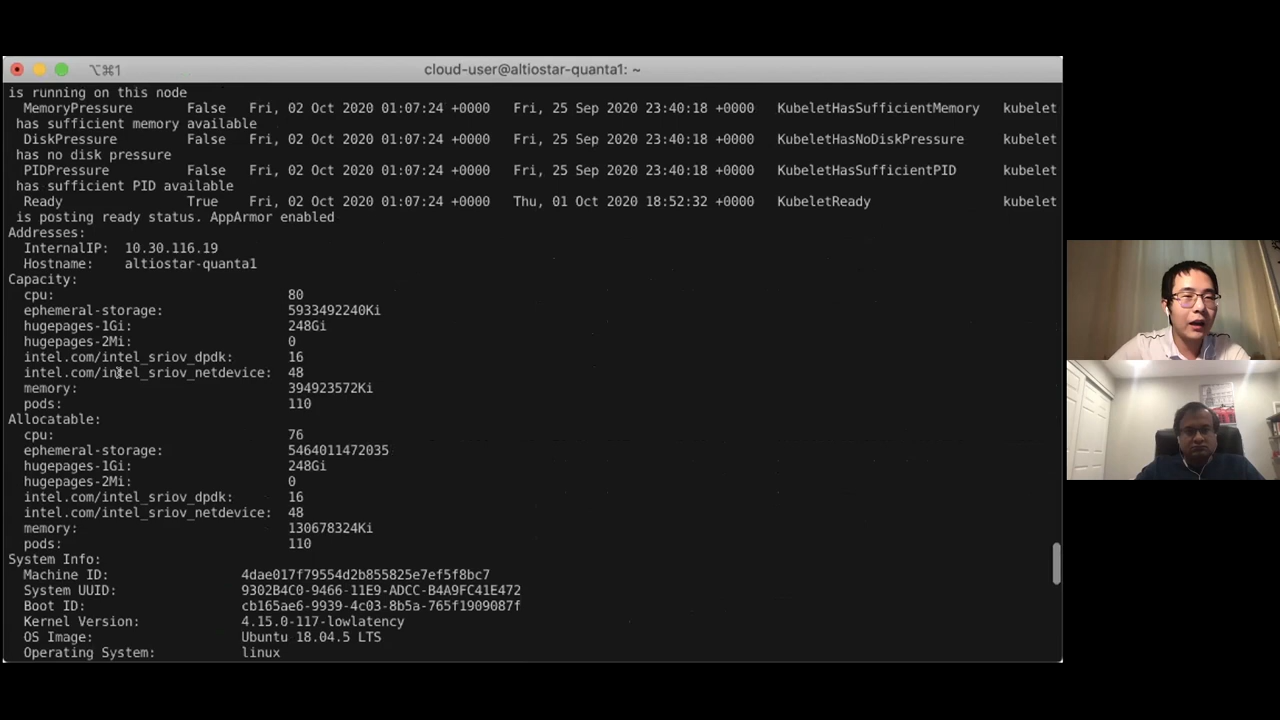 ⌥⌘1 cloud-user@altiostar-quanta1: ~
is running on this node
MemoryPressure False Fri, 02 Oct 2020 01:07:24 +0000 Fri, 25 Sep 2020 23:40:18 +0000 KubeletHasSufficientMemory kubelet
has sufficient memory available
DiskPressure False Fri, 02 Oct 2020 01:07:24 +0000 Fri, 25 Sep 2020 23:40:18 +0000 KubeletHasNoDiskPressure kubelet
has no disk pressure
PIDPressure False Fri, 02 Oct 2020 01:07:24 +0000 Fri, 25 Sep 2020 23:40:18 +0000 KubeletHasSufficientPID kubelet
has sufficient PID available
Ready True Fri, 02 Oct 2020 01:07:24 +0000 Thu, 01 Oct 2020 18:52:32 +0000 KubeletReady kubelet
is posting ready status. AppArmor enabled
Addresses:
InternalIP: 10.30.116.19
Hostname: altiostar-quanta1
Capacity:
cpu: 80
ephemeral-storage: 5933492240Ki
hugepages-1Gi: 248Gi
hugepages-2Mi: 0
intel.com/intel_sriov_dpdk: 16
intel.com/intel_sriov_netdevice: 48
memory: 394923572Ki
pods: 110
Allocatable:
cpu: 76
ephemeral-storage: 5464011472035
hugepages-1Gi: 248Gi
hugepages-2Mi: 0
intel.com/intel_sriov_dpdk: 16
intel.com/intel_sriov_netdevice: 48
memory: 130678324Ki
pods: 110
System Info:
Machine ID: 4dae017f79554d2b855825e7ef5f8bc7
System UUID: 9302B4C0-9466-11E9-ADCC-B4A9FC41E472
Boot ID: cb165ae6-9939-4c03-8b5a-765f1909087f
Kernel Version: 4.15.0-117-lowlatency
OS Image: Ubuntu 18.04.5 LTS
Operating System: linux